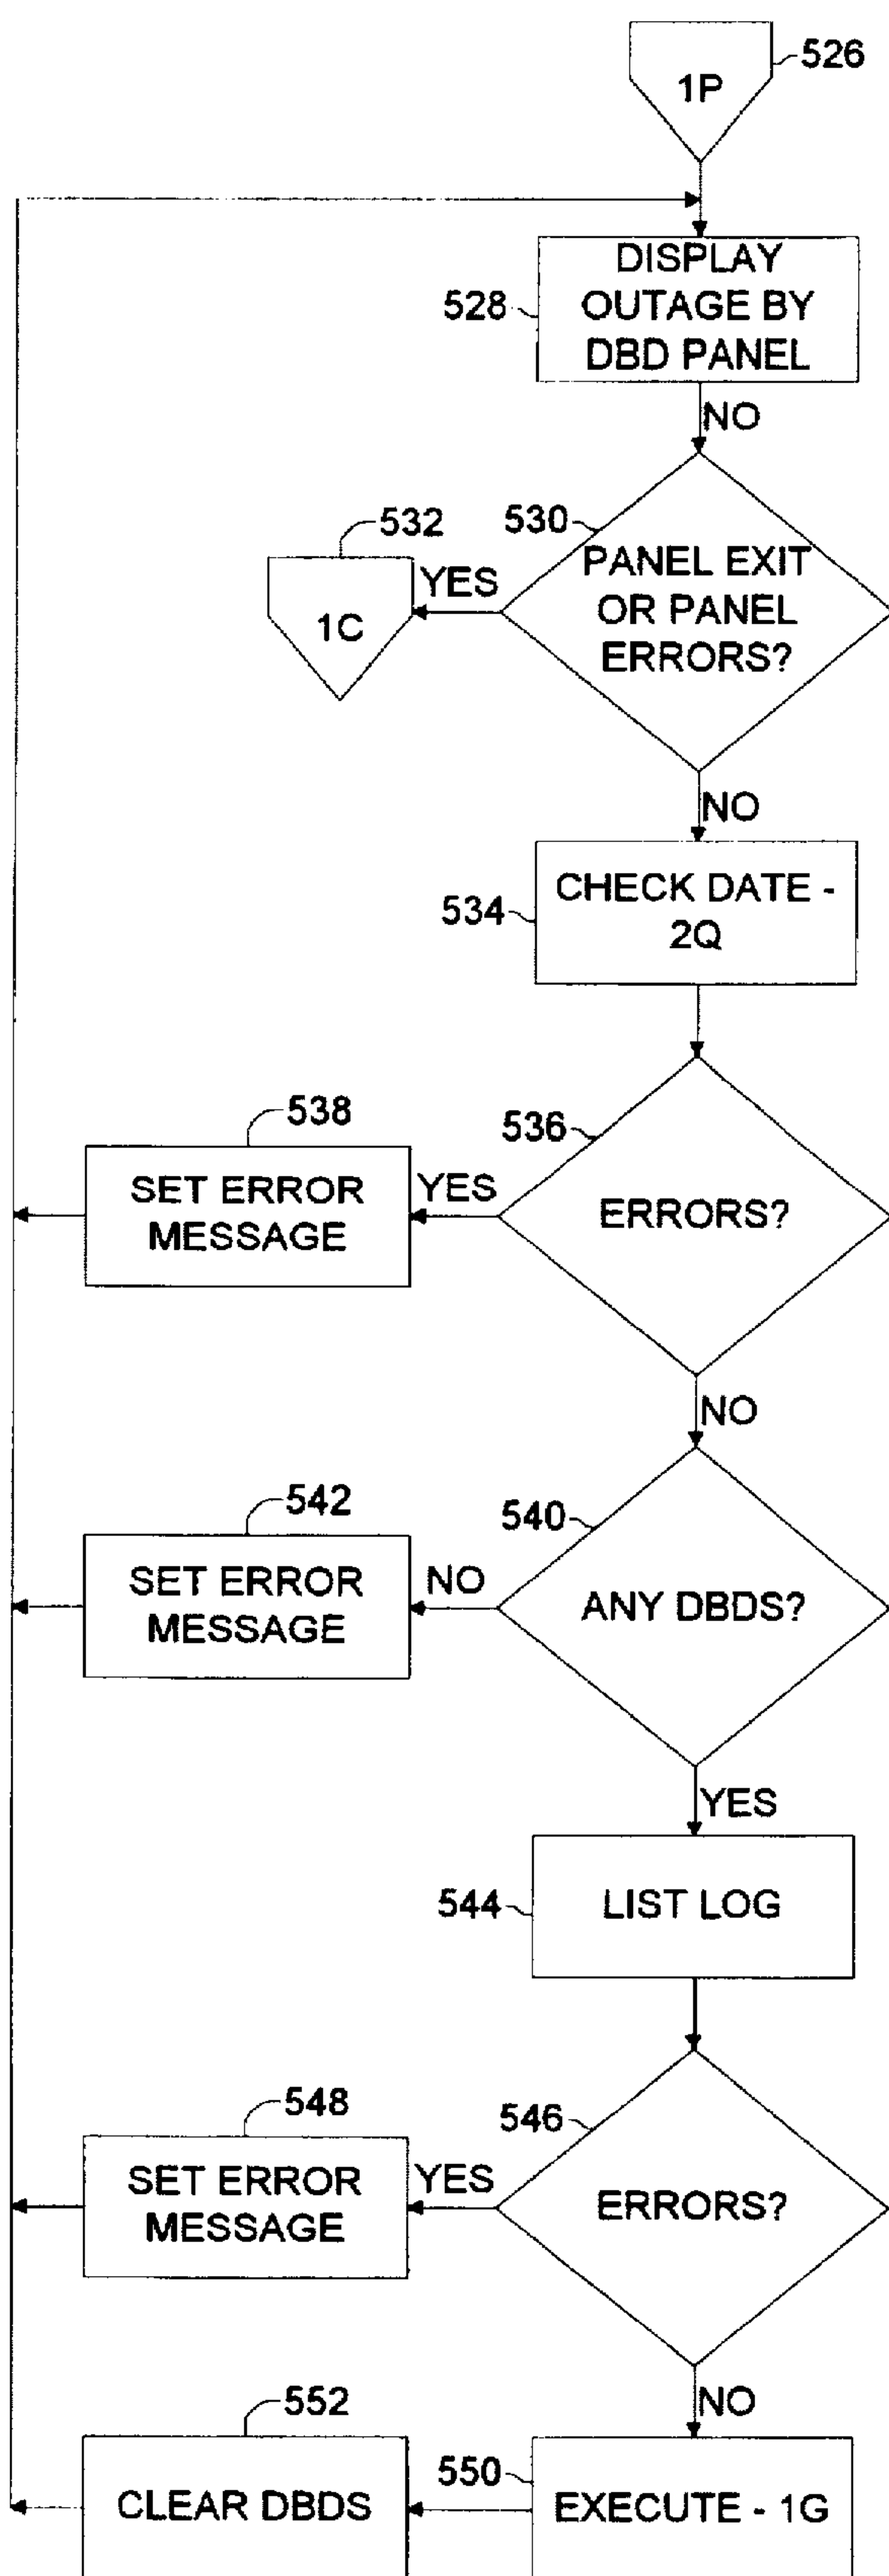 526
1P
528
DISPLAY
OUTAGE BY
DBD PANEL
NO
530
PANEL EXIT
OR PANEL
ERRORS?
YES
532
1C
NO
534
CHECK DATE -
2Q
536
ERRORS?
YES
538
SET ERROR
MESSAGE
NO
540
ANY DBDS?
NO
542
SET ERROR
MESSAGE
YES
544
LIST LOG
546
ERRORS?
YES
548
SET ERROR
MESSAGE
NO
550
EXECUTE - 1G
552
CLEAR DBDS